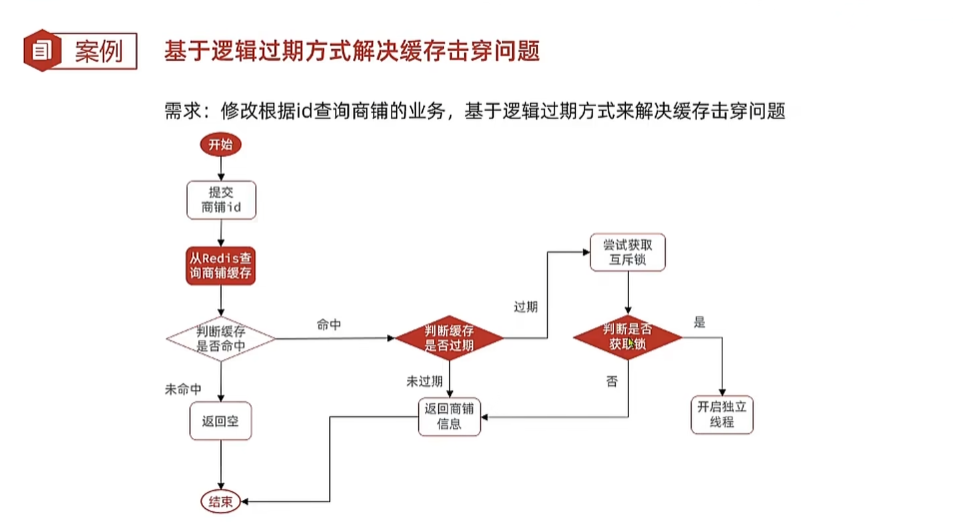 案例
基于逻辑过期方式解决缓存击穿问题
需求：修改根据id查询商铺的业务，基于逻辑过期方式来解决缓存击穿问题
开始
提交
商铺id
从Redis查
询商铺缓存
判断缓存
是否命中
命中
未命中
返回空
结束
判断缓存
是否过期
过期
未过期
返回商铺
信息
尝试获取
互斥锁
判断是否
获取锁
是
否
开启独立
线程